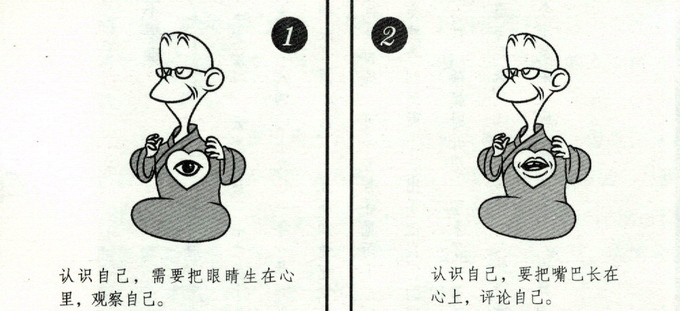 1
认识自己，需要把眼睛生在心
里，观察自己。
2
认识自己，要把嘴巴长在
心上，评论自己。